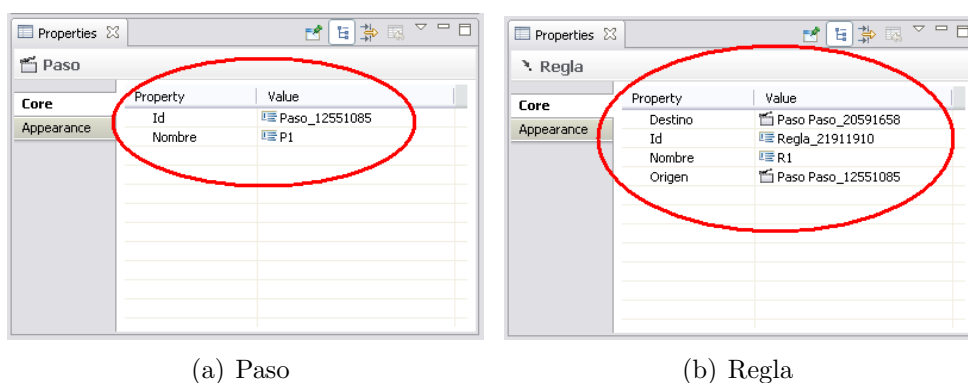 Properties
Paso
Core
Appearance
Property Value
Id Paso_12551085
Nombre P1
(a) Paso
Properties
Regla
Core
Appearance
Property Value
Destino Paso Paso_20591658
Id Regla_21911910
Nombre R1
Origen Paso Paso_12551085
(b) Regla